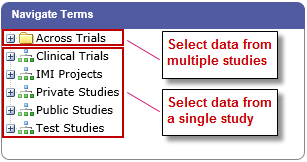 Navigate Terms
Across Trials
Clinical Trials
IMI Projects
Private Studies
Public Studies
Test Studies
Select data from
multiple studies
Select data from
a single study